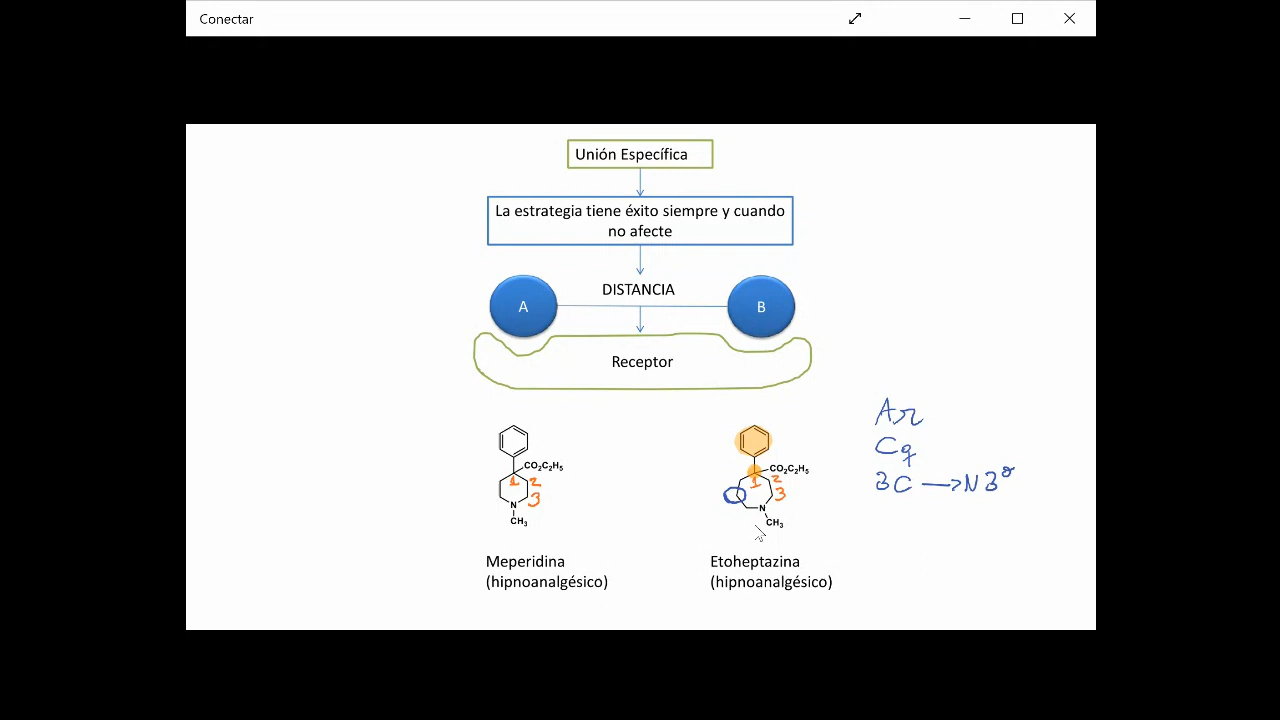 Conectar
Unión Específica
La estrategia tiene éxito siempre y cuando
no afecte
DISTANCIA
A
B
Receptor
Ar
Cq
3C → N 3º
CO₂C₂H₅
1 2
3
N
CH₃
CO₂C₂H₅
1 2
3
N
CH₃
Meperidina
(hipnoanalgésico)
Etoheptazina
(hipnoanalgésico)